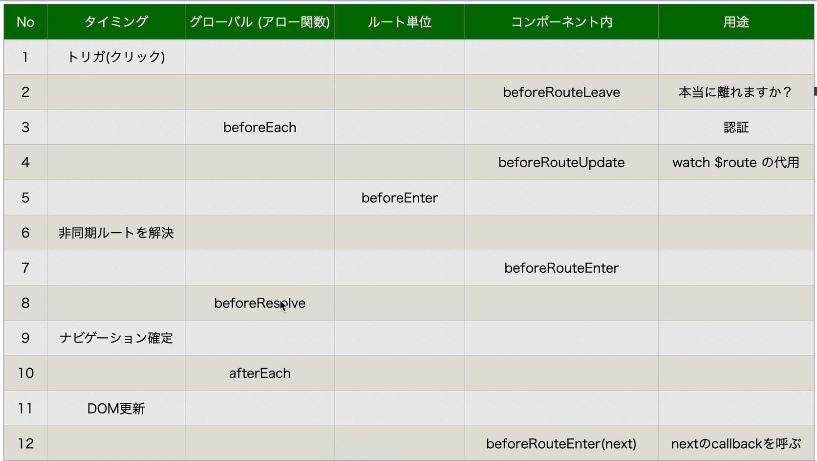 No タイミング グローバル (アロー関数) ルート単位 コンポーネント内 用途
1 トリガ(クリック)
2 beforeRouteLeave 本当に離れますか？
3 beforeEach 認証
4 beforeRouteUpdate watch $route の代用
5 beforeEnter
6 非同期ルートを解決
7 beforeRouteEnter
8 beforeResolve
9 ナビゲーション確定
10 afterEach
11 DOM更新
12 beforeRouteEnter(next) nextのcallbackを呼ぶ